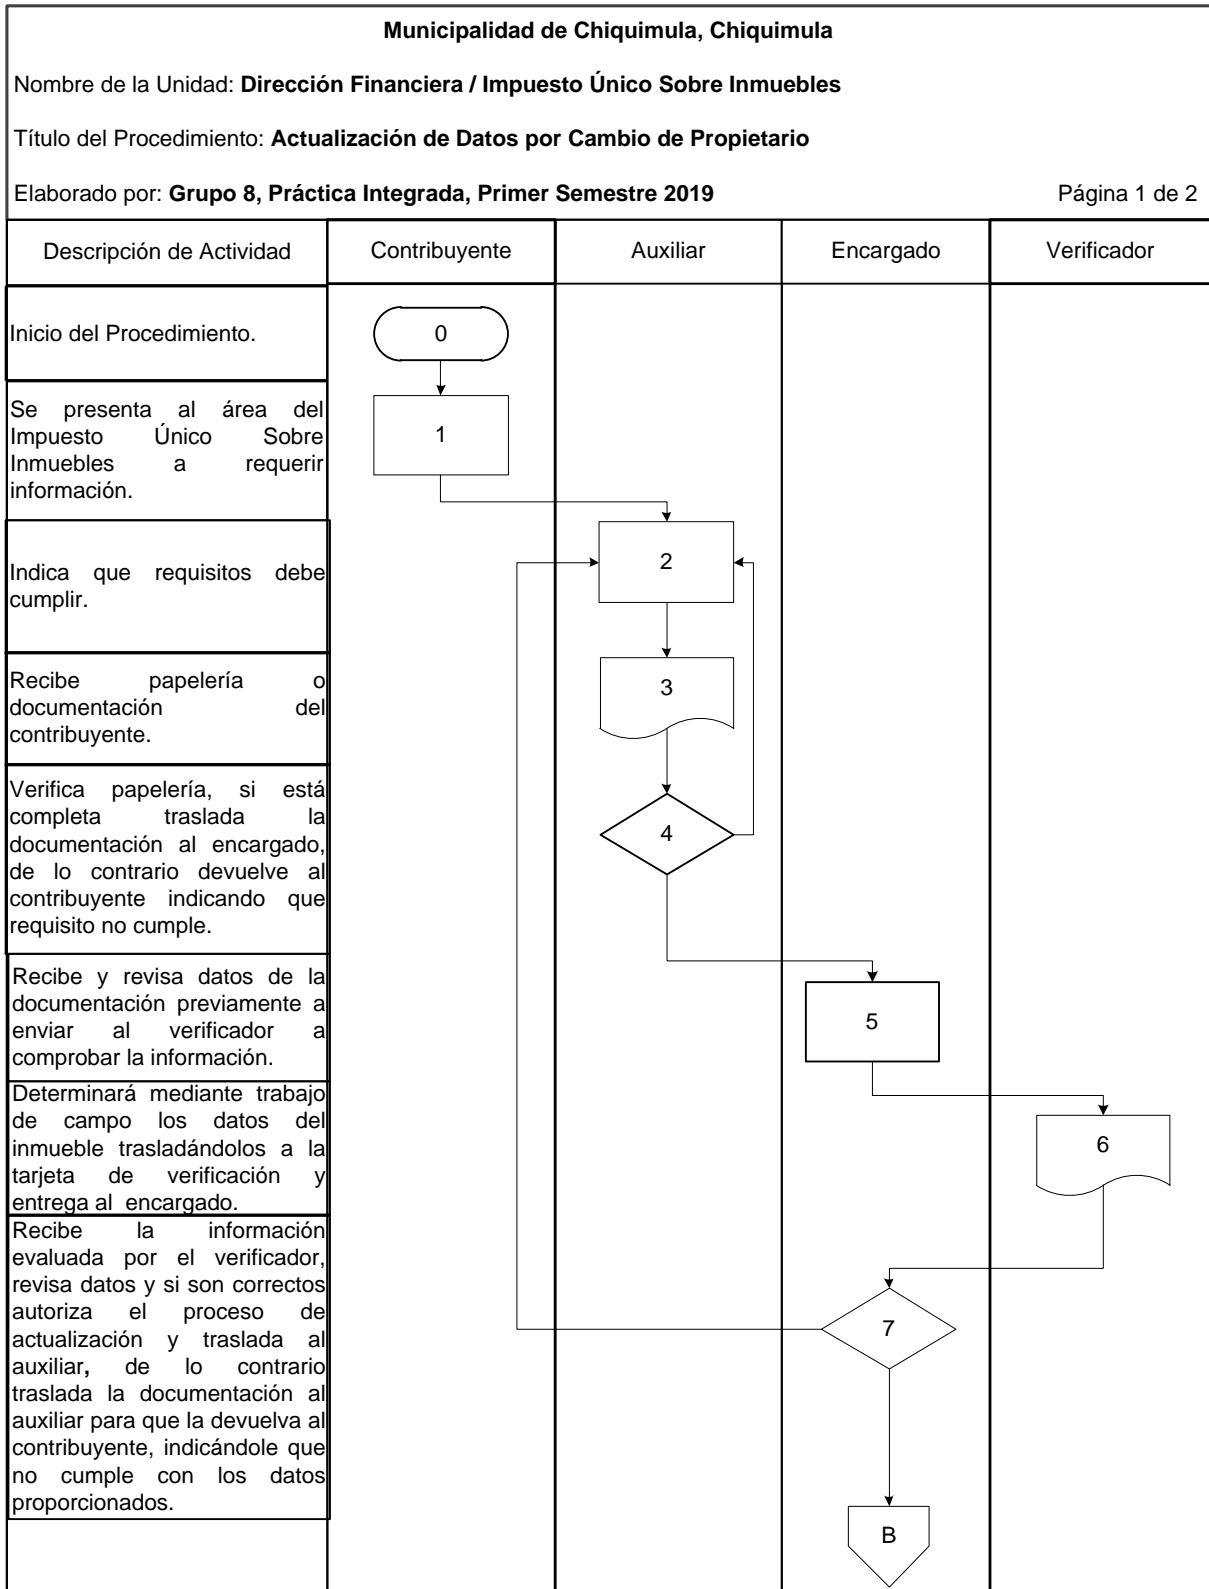 Municipalidad de Chiquimula, Chiquimula
Nombre de la Unidad: Dirección Financiera / Impuesto Único Sobre Inmuebles
Título del Procedimiento: Actualización de Datos por Cambio de Propietario
Elaborado por: Grupo 8, Práctica Integrada, Primer Semestre 2019 Página 1 de 2
Descripción de Actividad Contribuyente Auxiliar Encargado Verificador
Inicio del Procedimiento.
0
Se presenta al área del
Impuesto Único Sobre
Inmuebles a requerir
información.
1
Indica que requisitos debe
cumplir.
2
Recibe papelería o
documentación del
contribuyente.
3
Verifica papelería, si está
completa traslada la
documentación al encargado,
de lo contrario devuelve al
contribuyente indicando que
requisito no cumple.
4
Recibe y revisa datos de la
documentación previamente a
enviar al verificador a
comprobar la información.
5
Determinará mediante trabajo
de campo los datos del
inmueble trasladándolos a la
tarjeta de verificación y
entrega al encargado.
6
Recibe la información
evaluada por el verificador,
revisa datos y si son correctos
autoriza el proceso de
actualización y traslada al
auxiliar, de lo contrario
traslada la documentación al
auxiliar para que la devuelva al
contribuyente, indicándole que
no cumple con los datos
proporcionados.
7
B